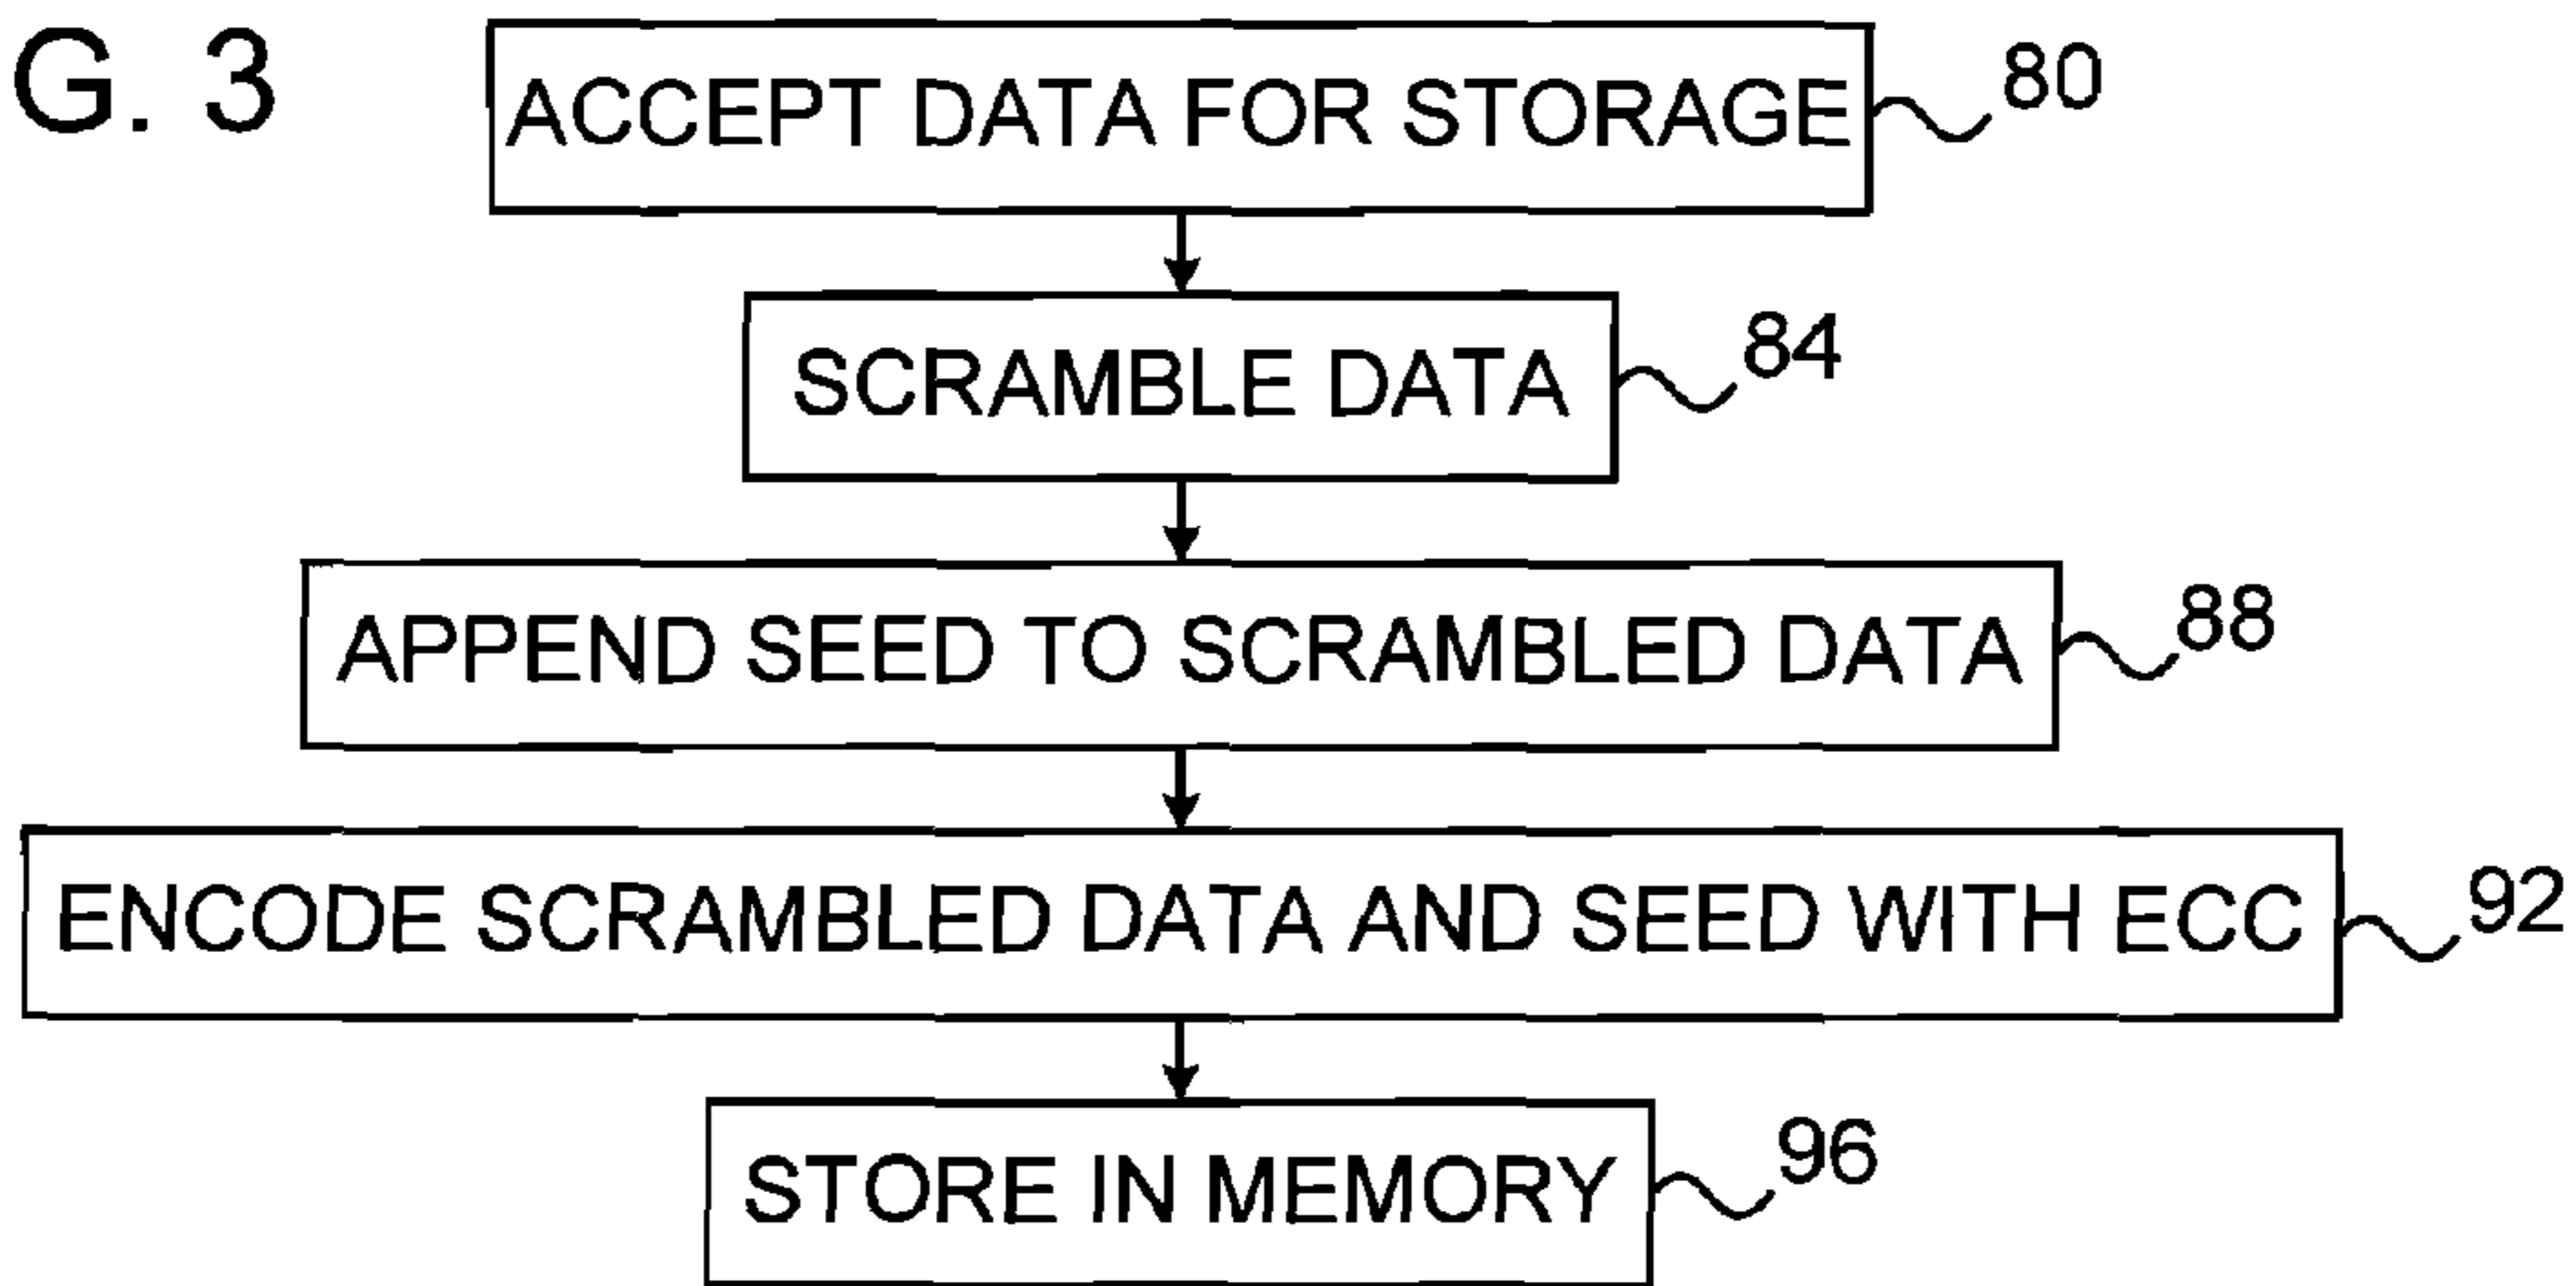 G. 3
ACCEPT DATA FOR STORAGE 80
SCRAMBLE DATA 84
APPEND SEED TO SCRAMBLED DATA 88
ENCODE SCRAMBLED DATA AND SEED WITH ECC 92
STORE IN MEMORY 96